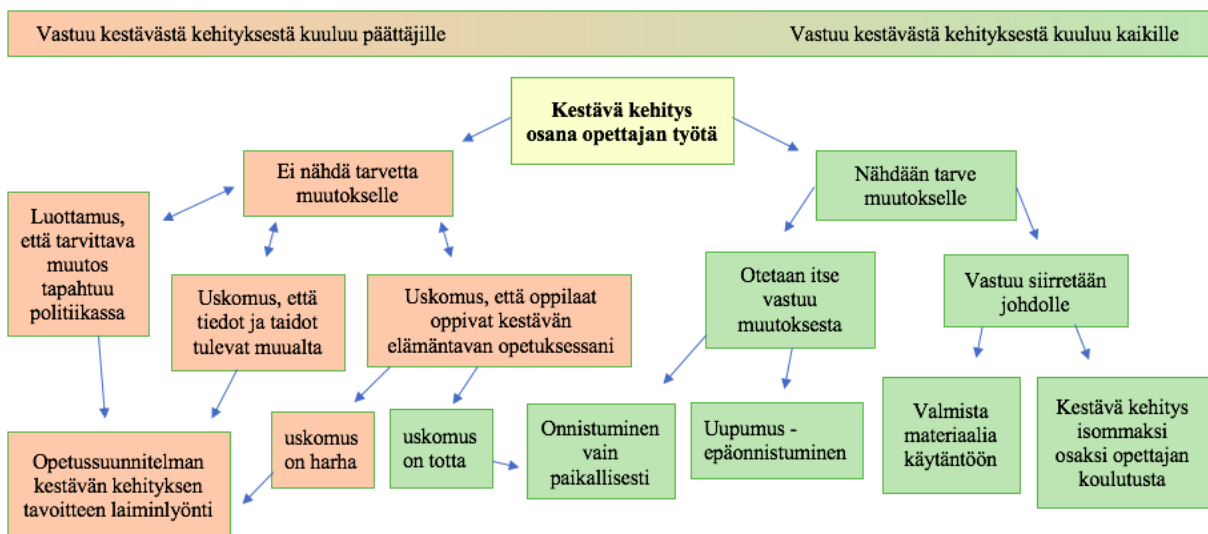 Vastuu kestävästä kehityksestä kuuluu päättäjille
Vastuu kestävästä kehityksestä kuuluu kaikille
Kestävä kehitys
osana opettajan työtä
Ei nähdä tarvetta
muutokselle
Nähdään tarve
muutokselle
Luottamus,
että tarvittava
muutos
tapahtuu
politiikassa
Uskomus, että
tiedot ja taidot
tulevat muualta
Uskomus, että oppilaat
oppivat kestävän
elämäntavan opetuksessani
Otetaan itse
vastuu
muutoksesta
Vastuu siirretään
johdolle
Opetussuunnitelman
kestävän kehityksen
tavoitteen laiminlyönti
uskomus
on harha
uskomus
on totta
Onnistuminen
vain
paikallisesti
Uupumus -
epäonnistuminen
Valmista
materiaalia
käytäntöön
Kestävä kehitys
isommaksi
osaksi opettajan
koulutusta